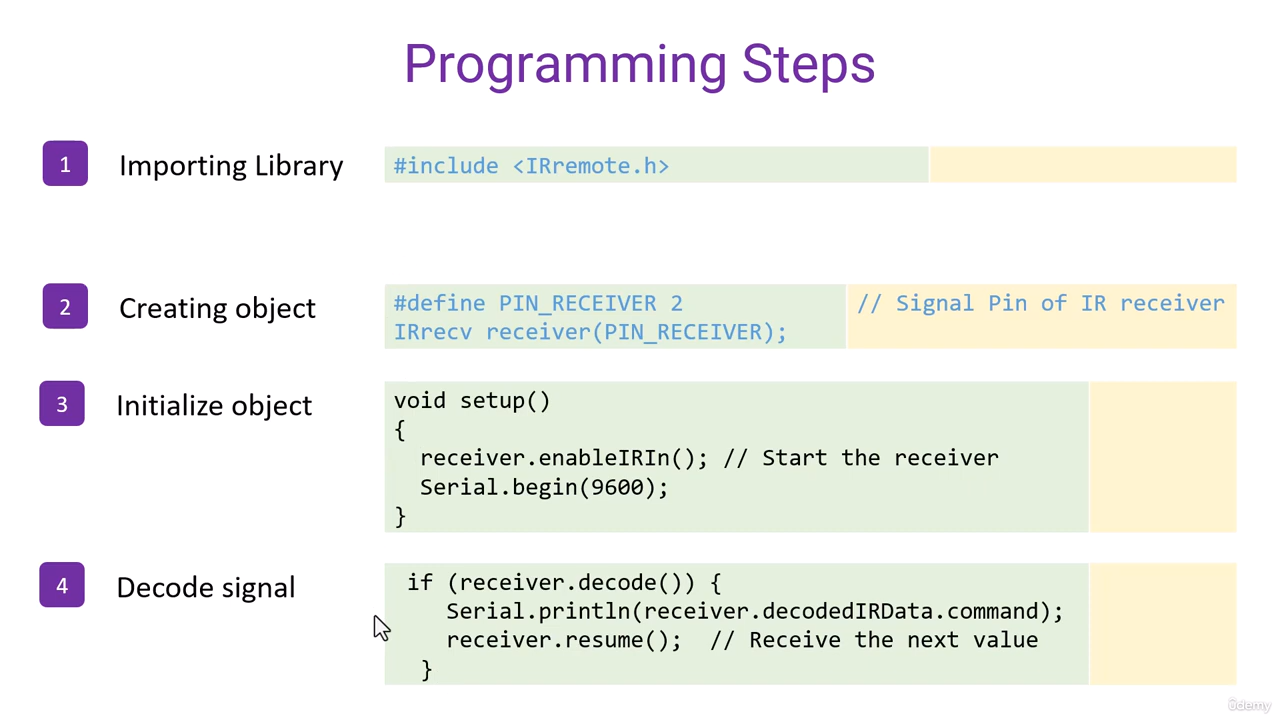 Programming Steps
1 Importing Library
#include <IRremote.h>
2 Creating object
#define PIN_RECEIVER 2 // Signal Pin of IR receiver
IRrecv receiver(PIN_RECEIVER);
3 Initialize object
void setup()
{
  receiver.enableIRIn(); // Start the receiver
  Serial.begin(9600);
}
4 Decode signal
if (receiver.decode()) {
   Serial.println(receiver.decodedIRData.command);
   receiver.resume();  // Receive the next value
 }
ûdemy